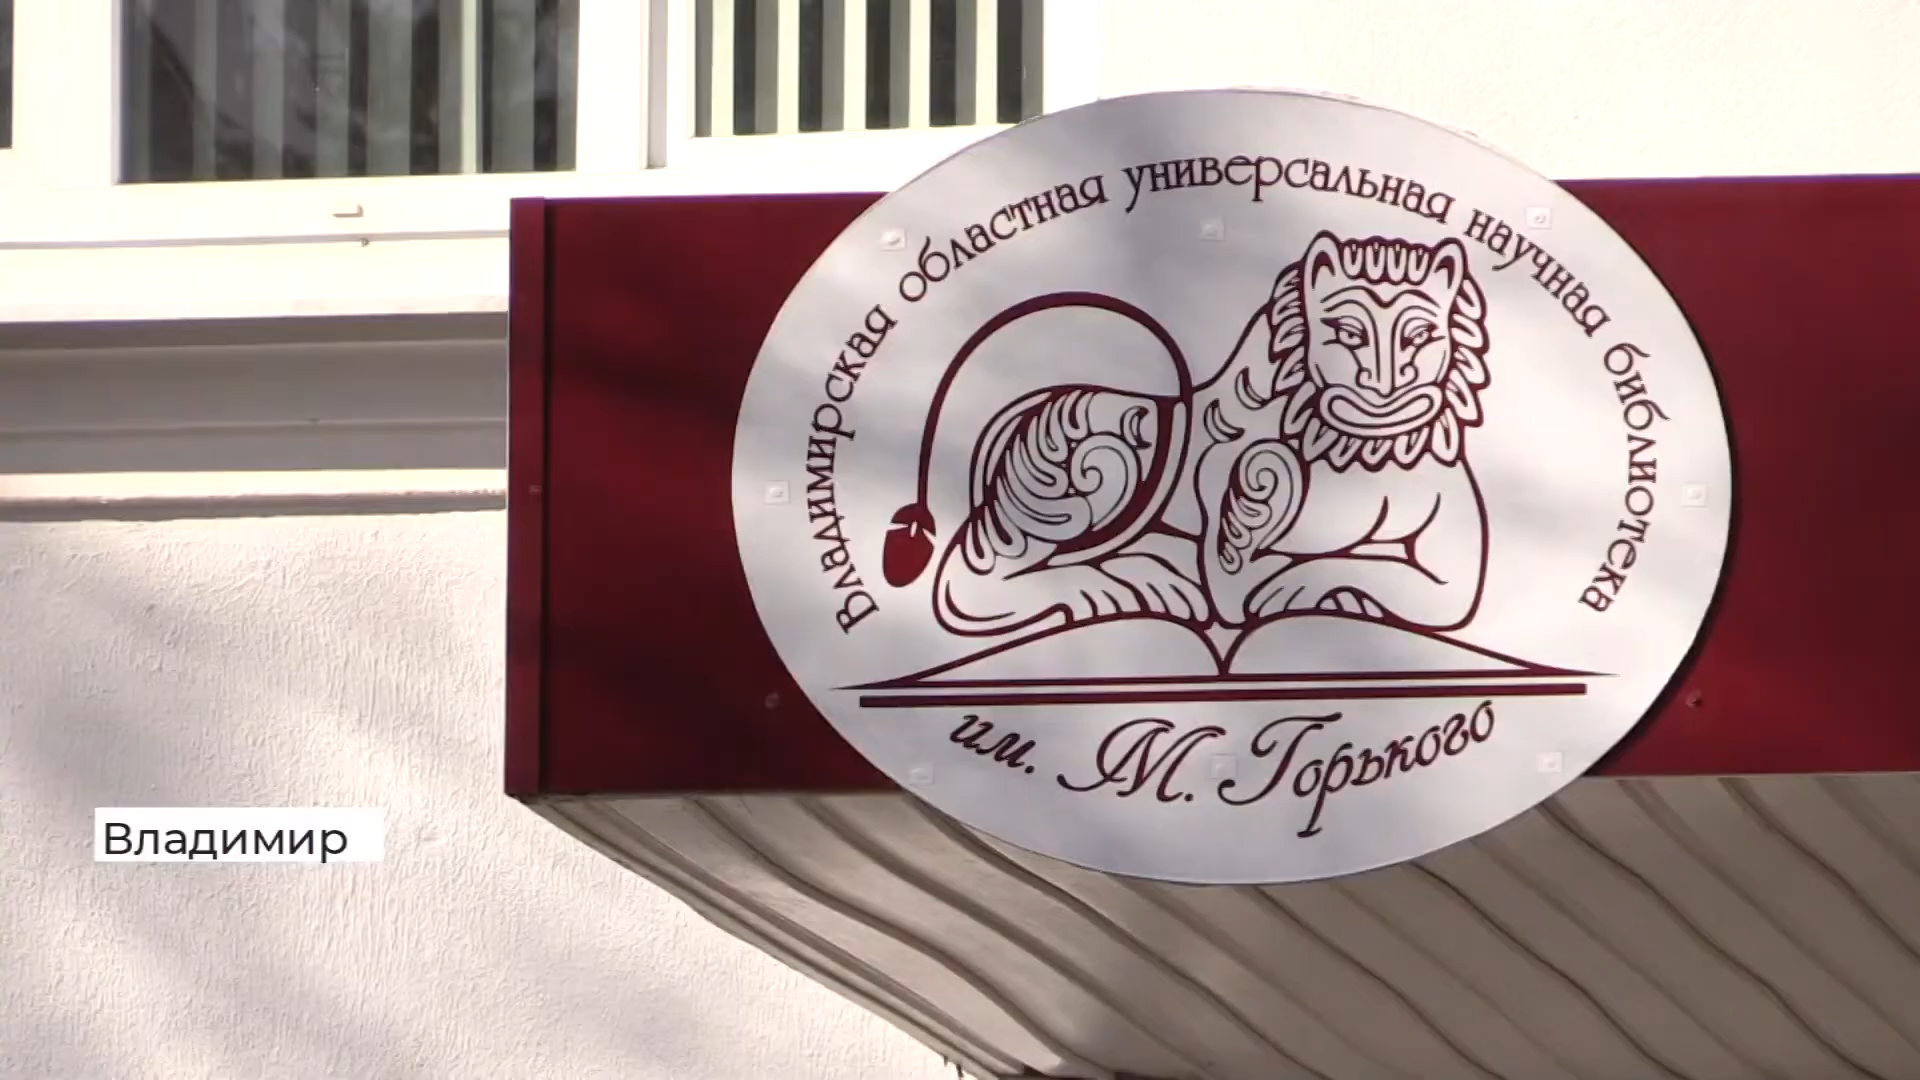 Владимирская областная универсальная научная библиотека
им. М. Горького
Владимир